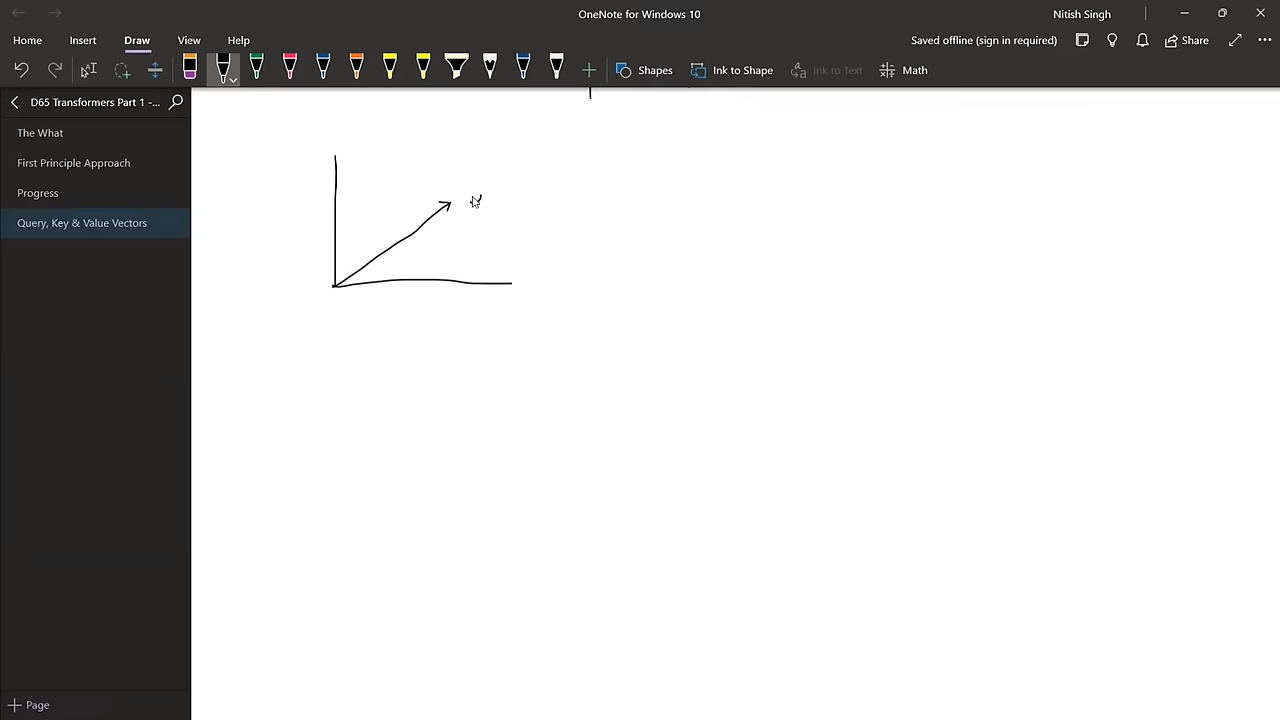 OneNote for Windows 10
Nitish Singh
Home Insert Draw View Help
Saved offline (sign in required)
Share
Shapes
Ink to Shape
Ink to Text
Math
D65 Transformers Part 1 -...
The What
First Principle Approach
Progress
Query, Key & Value Vectors
Page